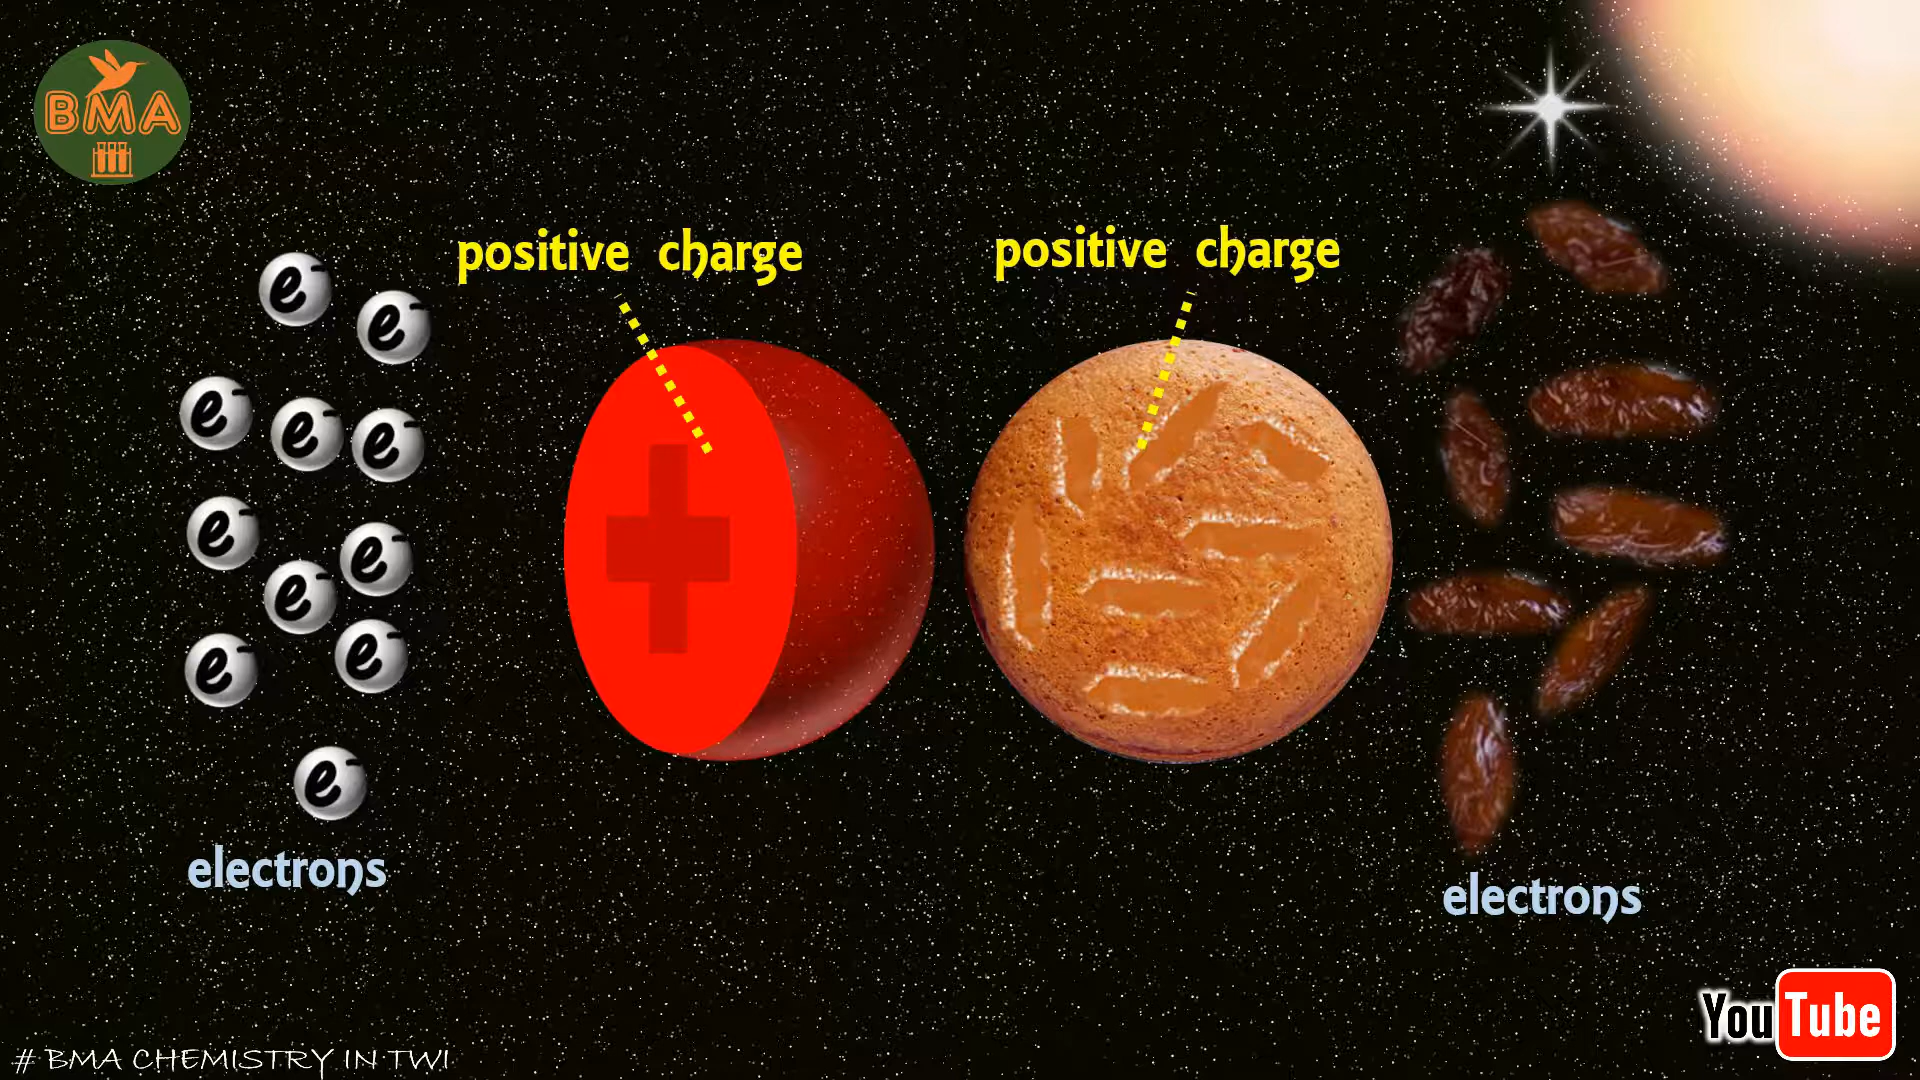 BMA
positive charge
positive charge
e-
e-
e-
e-
e-
e-
e-
e-
e-
e-
e-
electrons
electrons
YouTube
# BMA CHEMISTRY IN TWI